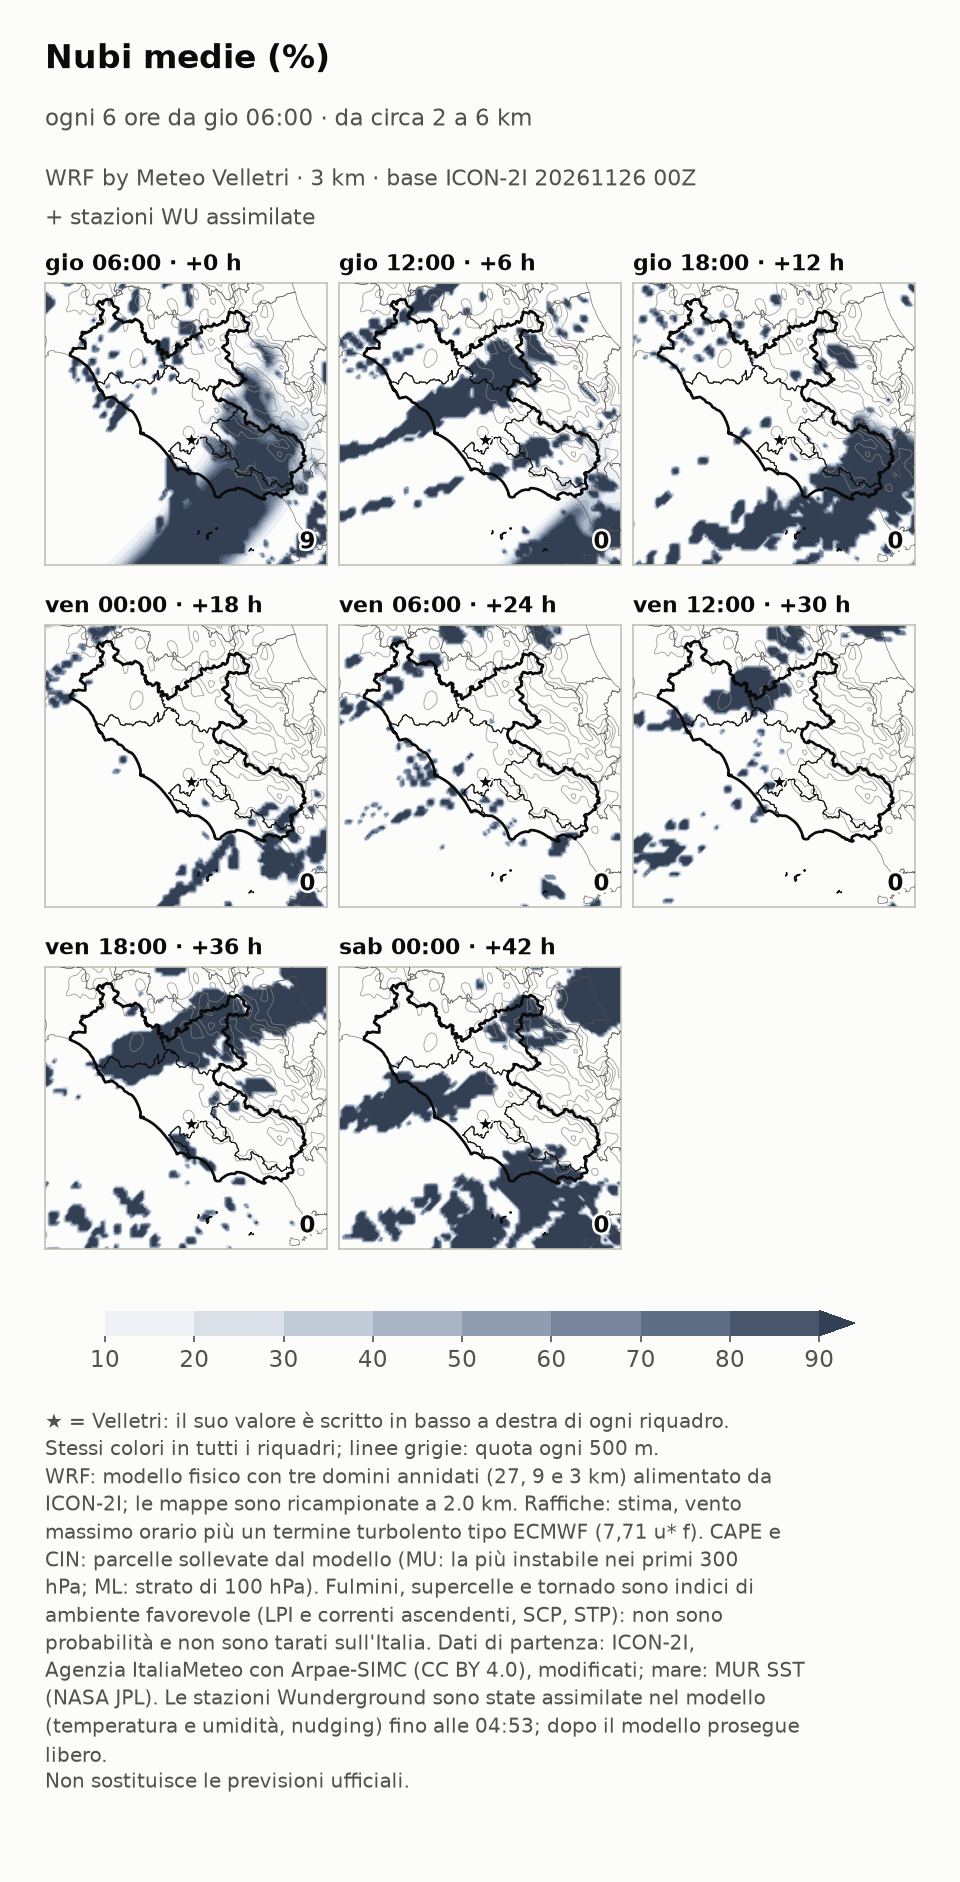 Nubi medie (%)
ogni 6 ore da gio 06:00 · da circa 2 a 6 km
WRF by Meteo Velletri · 3 km · base ICON-2I 20261126 00Z
+ stazioni WU assimilate
gio 06:00 · +0 h
gio 12:00 · +6 h
gio 18:00 · +12 h
9
0
0
ven 00:00 · +18 h
ven 06:00 · +24 h
ven 12:00 · +30 h
0
0
0
ven 18:00 · +36 h
sab 00:00 · +42 h
0
0
10 20 30 40 50 60 70 80 90
★ = Velletri: il suo valore è scritto in basso a destra di ogni riquadro.
Stessi colori in tutti i riquadri; linee grigie: quota ogni 500 m.
WRF: modello fisico con tre domini annidati (27, 9 e 3 km) alimentato da
ICON-2I; le mappe sono ricampionate a 2.0 km. Raffiche: stima, vento
massimo orario più un termine turbolento tipo ECMWF (7,71 u* f). CAPE e
CIN: parcelle sollevate dal modello (MU: la più instabile nei primi 300
hPa; ML: strato di 100 hPa). Fulmini, supercelle e tornado sono indici di
ambiente favorevole (LPI e correnti ascendenti, SCP, STP): non sono
probabilità e non sono tarati sull'Italia. Dati di partenza: ICON-2I,
Agenzia ItaliaMeteo con Arpae-SIMC (CC BY 4.0), modificati; mare: MUR SST
(NASA JPL). Le stazioni Wunderground sono state assimilate nel modello
(temperatura e umidità, nudging) fino alle 04:53; dopo il modello prosegue
libero.
Non sostituisce le previsioni ufficiali.